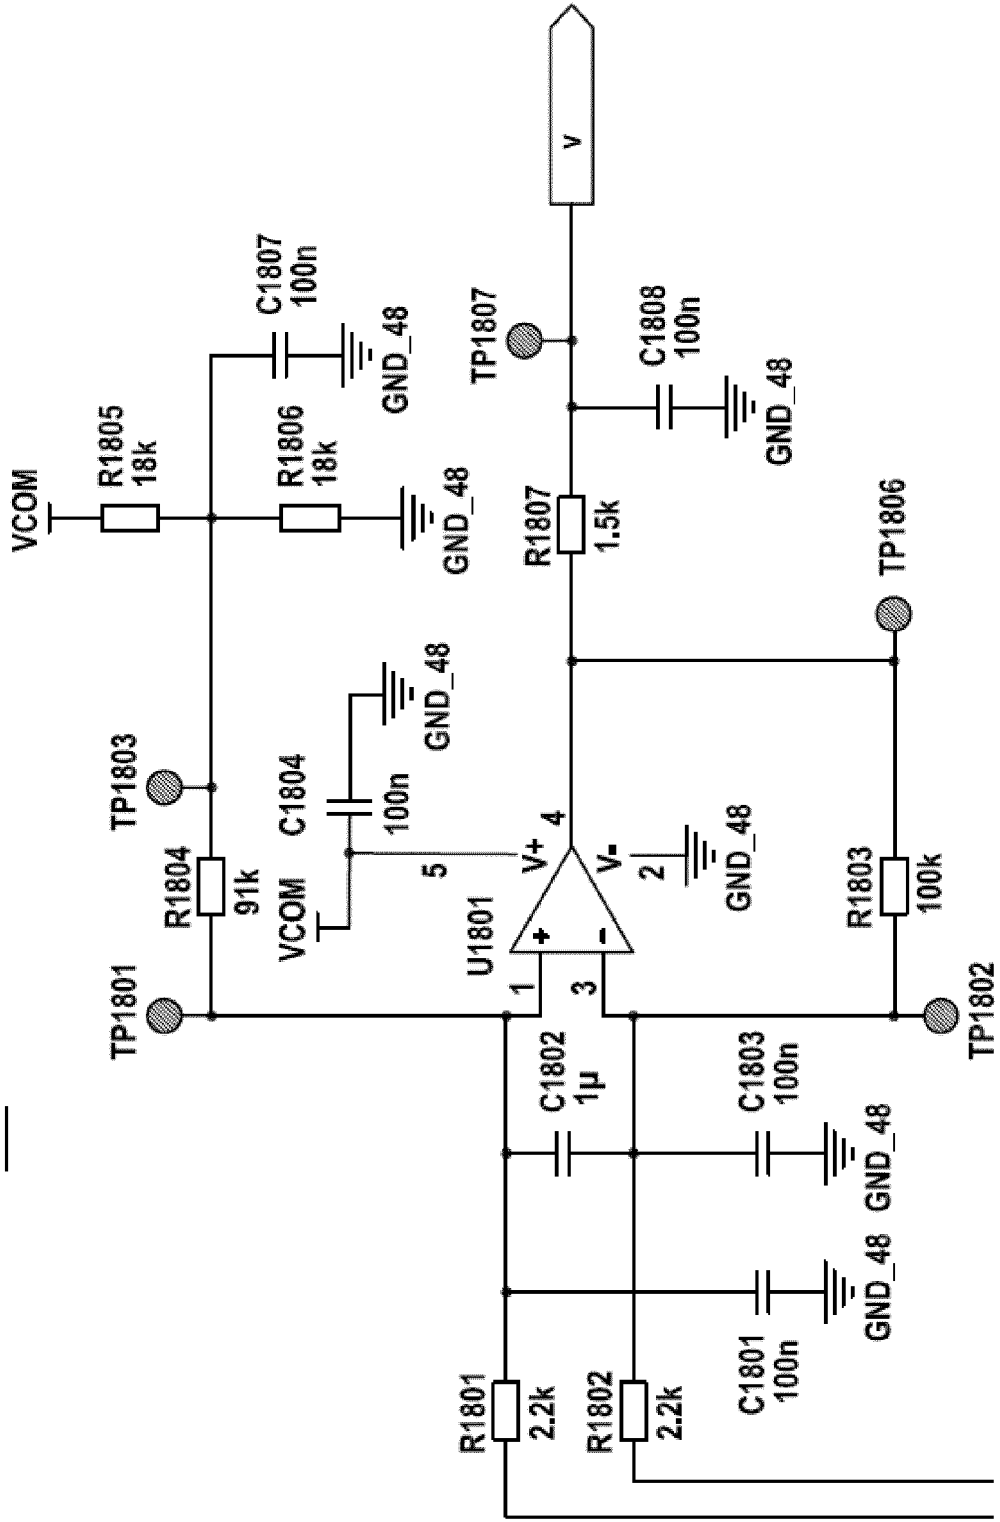 VCOM
R1805
18k
R1806
18k
C1807
100n
GND_48
GND_48
TP1803
R1804
91k
TP1801
VCOM
C1804
100n
GND_48
5
V+
U1801
+
-
1
3
4
V-
2
GND_48
R1807
1.5k
TP1807
C1808
100n
GND_48
V
TP1806
R1803
100k
TP1802
C1802
1µ
C1803
100n
GND_48
C1801
100n
GND_48
R1801
2.2k
R1802
2.2k